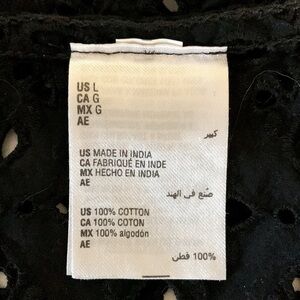 US L
CA G
MX G
AE
كبير
US MADE IN INDIA
CA FABRIQUÉ EN INDE
MX HECHO EN INDIA
AE
صُنع في الهند
US 100% COTTON
CA 100% COTON
MX 100% algodón
AE
100% قطن